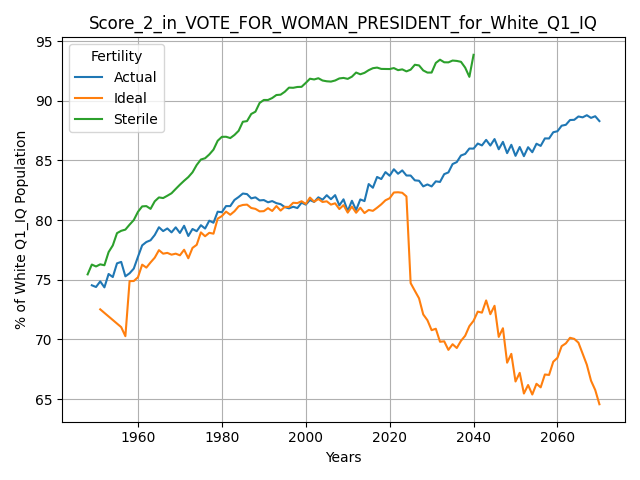 Score_2_in_VOTE_FOR_WOMAN_PRESIDENT_for_White_Q1_IQ
Fertility
Actual
Ideal
Sterile
% of White Q1_IQ Population
95
90
85
80
75
70
65
1960
1980
2000
2020
2040
2060
Years